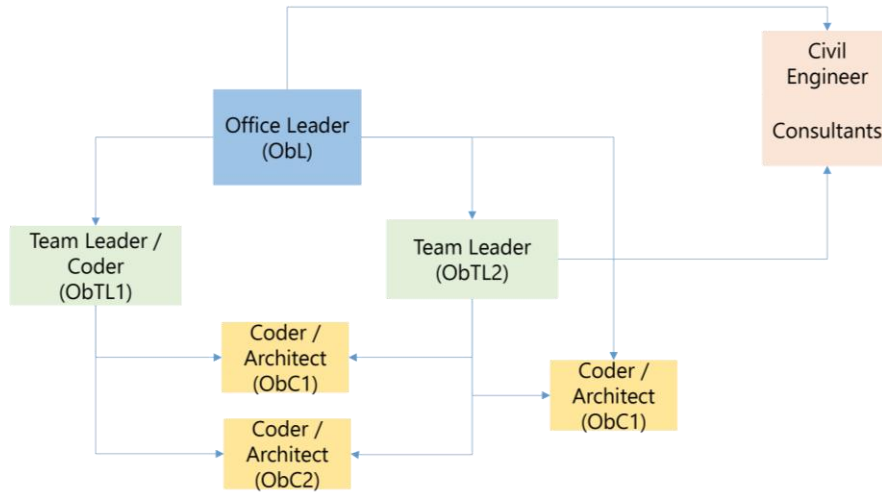 Civil
Engineer
Consultants
Office Leader
(ObL)
Team Leader /
Coder
(ObTL1)
Team Leader
(ObTL2)
Coder /
Architect
(ObC1)
Coder /
Architect
(ObC1)
Coder /
Architect
(ObC2)